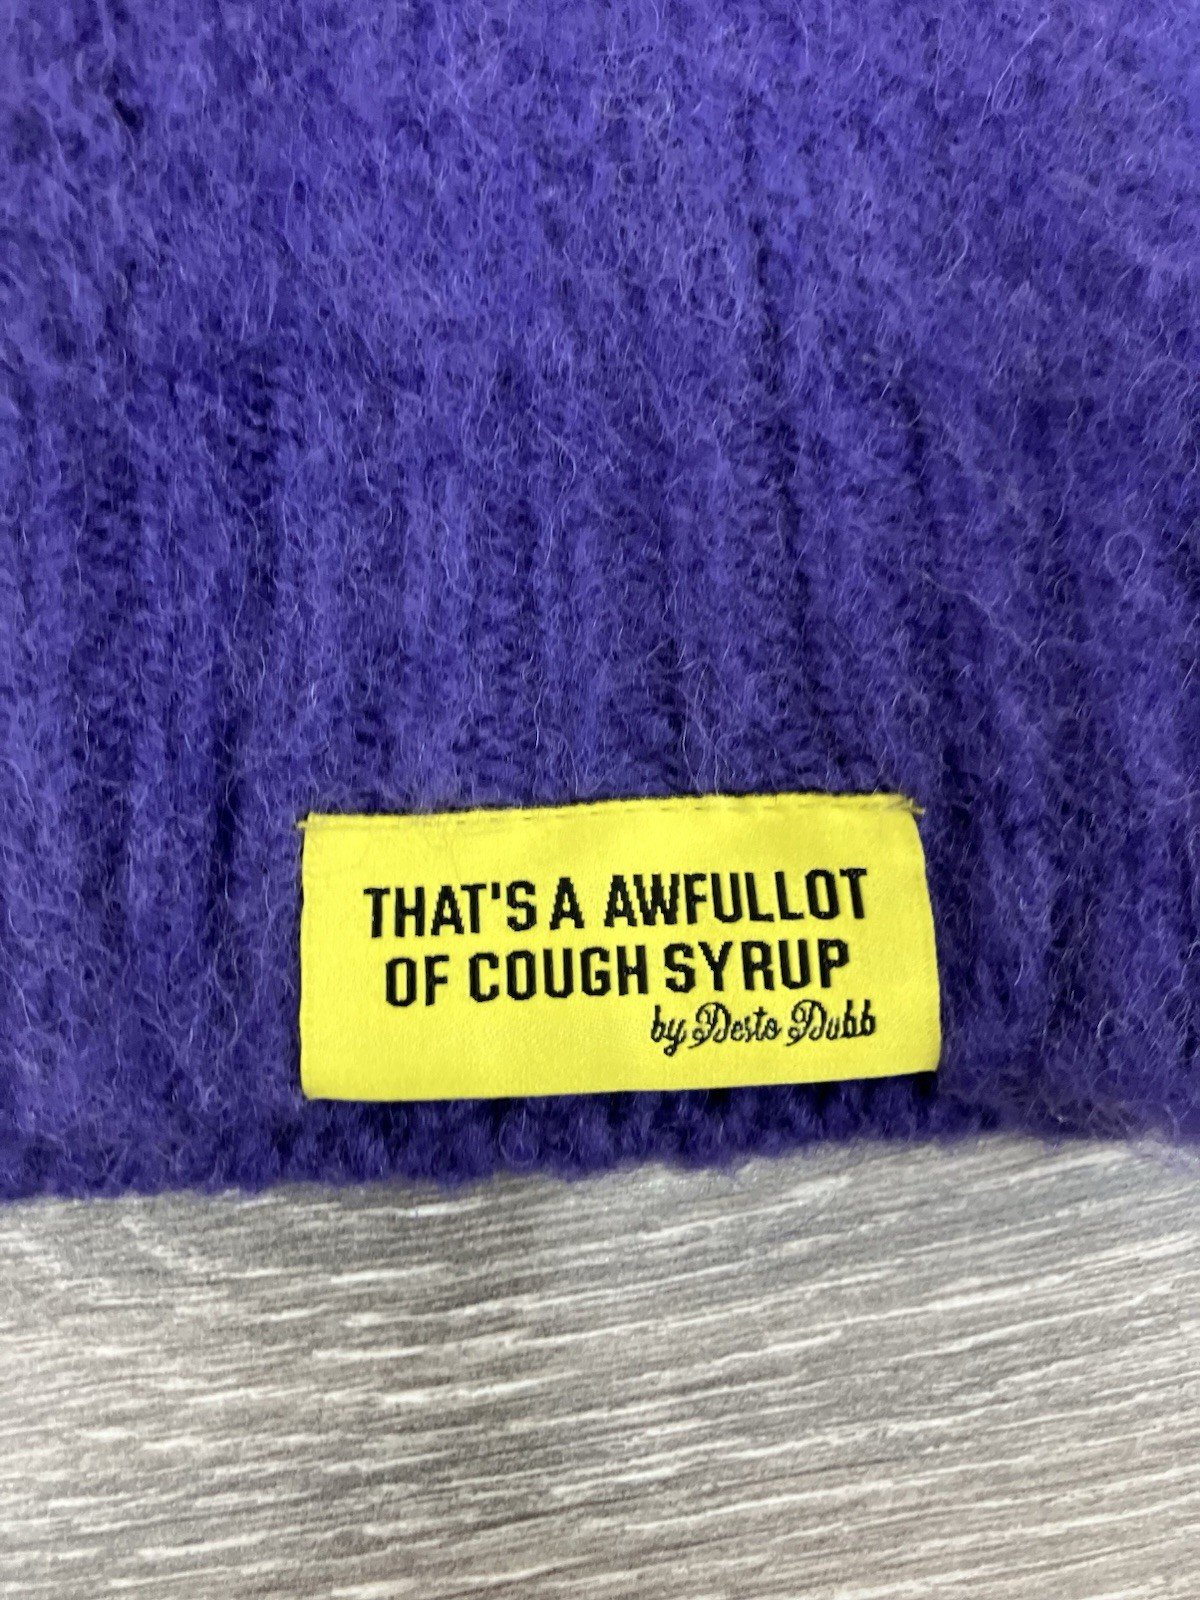 THAT'S A AWFULLOT
OF COUGH SYRUP
by Desto Dubb